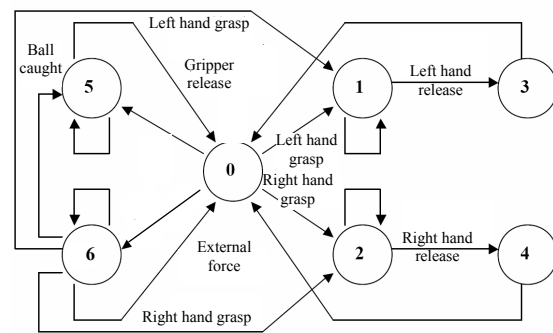 Left hand grasp
Ball
caught
5
Gripper
release
1
Left hand
release
3
0
Left hand
grasp
Right hand
grasp
6
External
force
2
Right hand
release
4
Right hand grasp